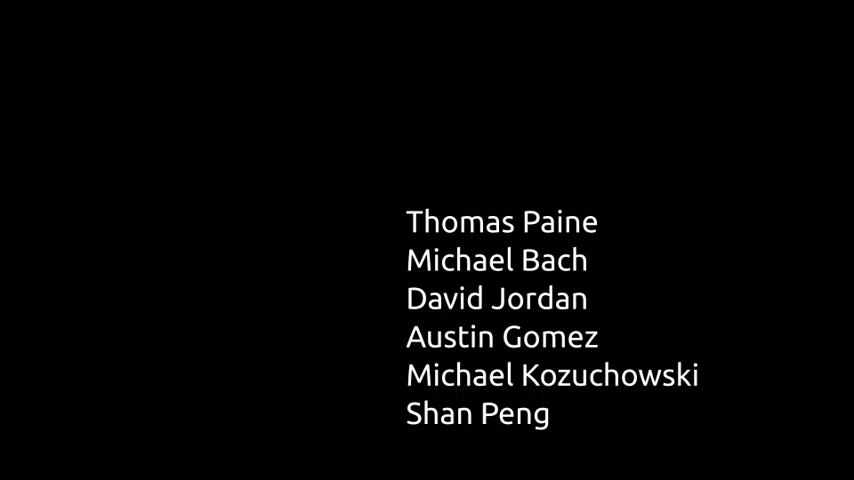 Thomas Paine
Michael Bach
David Jordan
Austin Gomez
Michael Kozuchowski
Shan Peng